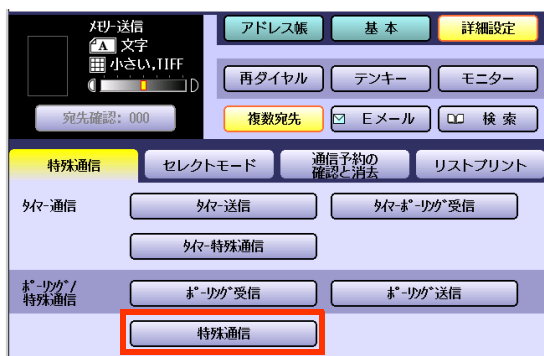 ﾒﾓﾘｰ送信
A 文字
小さい,TIFF
D
宛先確認: 000
アドレス帳 基本 詳細設定
再ダイヤル テンキー モニター
複数宛先 Eメール 検索
特殊通信 セレクトモード 通信予約の
確認と消去 リストプリント
ﾀｲﾏｰ通信 ﾀｲﾏｰ送信 ﾀｲﾏｰﾎﾟｰﾘﾝｸﾞ受信
ﾀｲﾏｰ特殊通信
ﾎﾟｰﾘﾝｸﾞ/
特殊通信 ﾎﾟｰﾘﾝｸﾞ受信 ﾎﾟｰﾘﾝｸﾞ送信
特殊通信